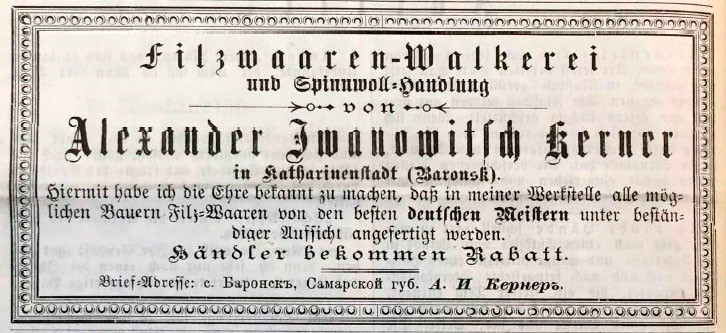 Filzwaaren-Walkerei
und Spinnwoll-Handlung
von
Alexander Iwanowitsch Kerner
in Katharinenstadt (Baronsk).
Hiermit habe ich die Ehre bekannt zu machen, daß in meiner Werkstelle alle mög-
lichen Bauern Filz-Waaren von den besten deutschen Meistern unter bestän-
diger Aufsicht angefertigt werden.
Händler bekommen Rabatt.
Brief-Adresse: с. Баронскъ, Самарской губ. А. И Кернеръ.